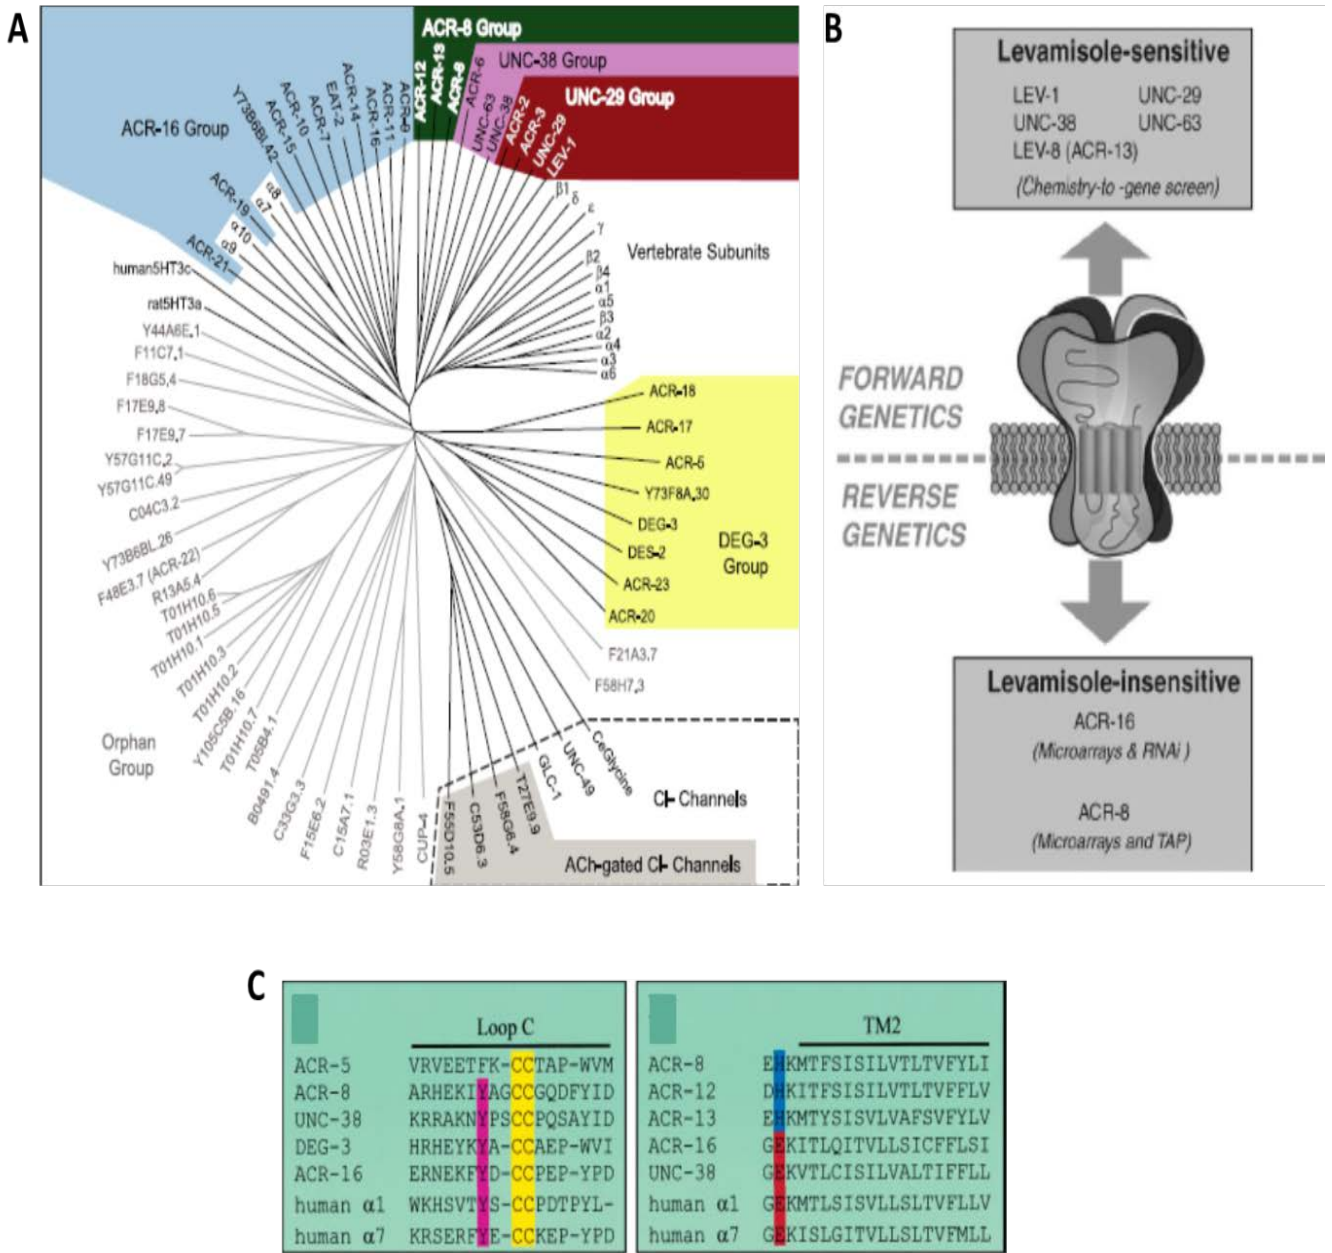 A
ACR-8 Group
UNC-38 Group
UNC-29 Group
ACR-16 Group
ACR-21
α9
α10
ACR-19
α7
α8
Y73B6BL.42
ACR-15
ACR-10
ACR-7
EAT-2
ACR-14
ACR-16
ACR-11
ACR-9
ACR-12
ACR-13
ACR-8
ACR-6
UNC-63
UNC-38
ACR-2
ACR-3
UNC-29
LEV-1
β1
δ
ε
γ
β2
β4
α1
α5
β3
α2
α4
α3
α6
Vertebrate Subunits
ACR-18
ACR-17
ACR-5
Y73F8A.30
DEG-3
DES-2
ACR-23
ACR-20
DEG-3
Group
F21A3.7
F58H7.3
CeGlycine
UNC-49
GLC-1
T27E9.9
F58G6.4
C53D6.3
F55D10.5
Cl- Channels
ACh-gated Cl- Channels
CUP-4
Y58G8A.1
R03E1.3
C15A7.1
F15E6.2
C33G3.3
B0491.4
T05B4.1
T01H10.7
Y105C5B.16
T01H10.2
T01H10.3
T01H10.1
T01H10.5
T01H10.6
R13A5.4
F48E3.7 (ACR-22)
Y73B6BL.26
C04C3.2
Y57G11C.49
Y57G11C.2
F17E9.7
F17E9.8
F18G5.4
F11C7.1
Y44A6E.1
rat5HT3a
human5HT3c
Orphan
Group
B
Levamisole-sensitive
LEV-1 UNC-29
UNC-38 UNC-63
LEV-8 (ACR-13)
(Chemistry-to -gene screen)
FORWARD
GENETICS
REVERSE
GENETICS
Levamisole-insensitive
ACR-16
(Microarrays & RNAi )
ACR-8
(Microarrays and TAP)
C
Loop C
ACR-5 VRVEETFK-CCTAP-WVM
ACR-8 ARHEKIYAGCCGQDFYID
UNC-38 KRRAKNYPSCCPQSAYID
DEG-3 HRHEYKYA-CCAEP-WVI
ACR-16 ERNEKFYD-CCPEP-YPD
human α1 WKHSVTYS-CCPDTPYL-
human α7 KRSERFYE-CCKEP-YPD
TM2
ACR-8 EHKMTFSISILVTLTVFYLI
ACR-12 DHKITFSISILVTLTVFFLV
ACR-13 EHKMTYSISVLVAFSVFYLV
ACR-16 GEKITLQITVLLSICFFLSI
UNC-38 GEKVTLCISILVALTIFFLL
human α1 GEKMTLSISVLLSLTVFLLV
human α7 GEKISLGITVLLSLTVFMLL